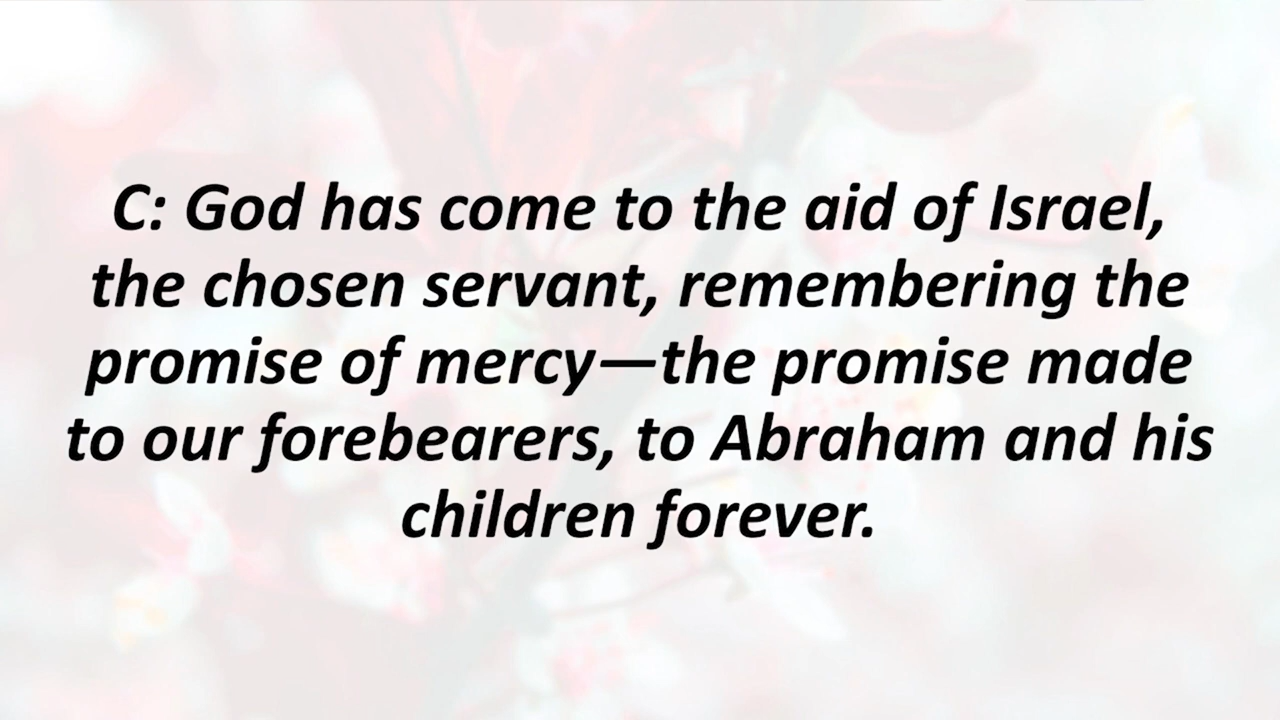 C: God has come to the aid of Israel,
the chosen servant, remembering the
promise of mercy—the promise made
to our forebearers, to Abraham and his
children forever.